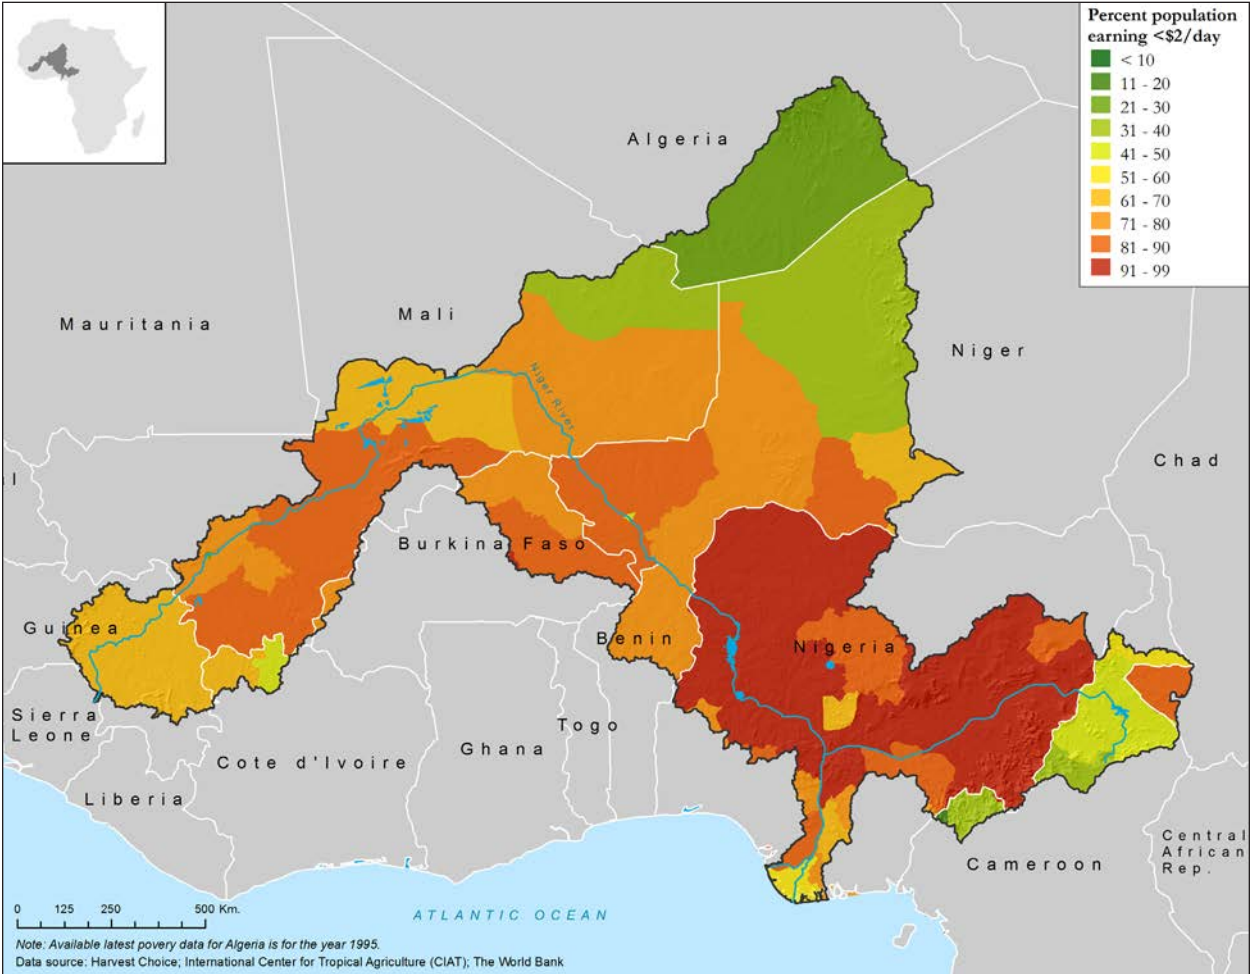 Percent population
earning <$2/day
< 10
11 - 20
21 - 30
31 - 40
41 - 50
51 - 60
61 - 70
71 - 80
81 - 90
91 - 99
Algeria
Mauritania
Mali
Niger
Niger River
Chad
al
Burkina Faso
Guinea
Benin
Nigeria
Sierra
Leone
Togo
Ghana
Cote d'Ivoire
Liberia
Central
African
Rep.
Cameroon
0 125 250 500 Km.
ATLANTIC OCEAN
Note: Available latest povery data for Algeria is for the year 1995.
Data source: Harvest Choice; International Center for Tropical Agriculture (CIAT); The World Bank